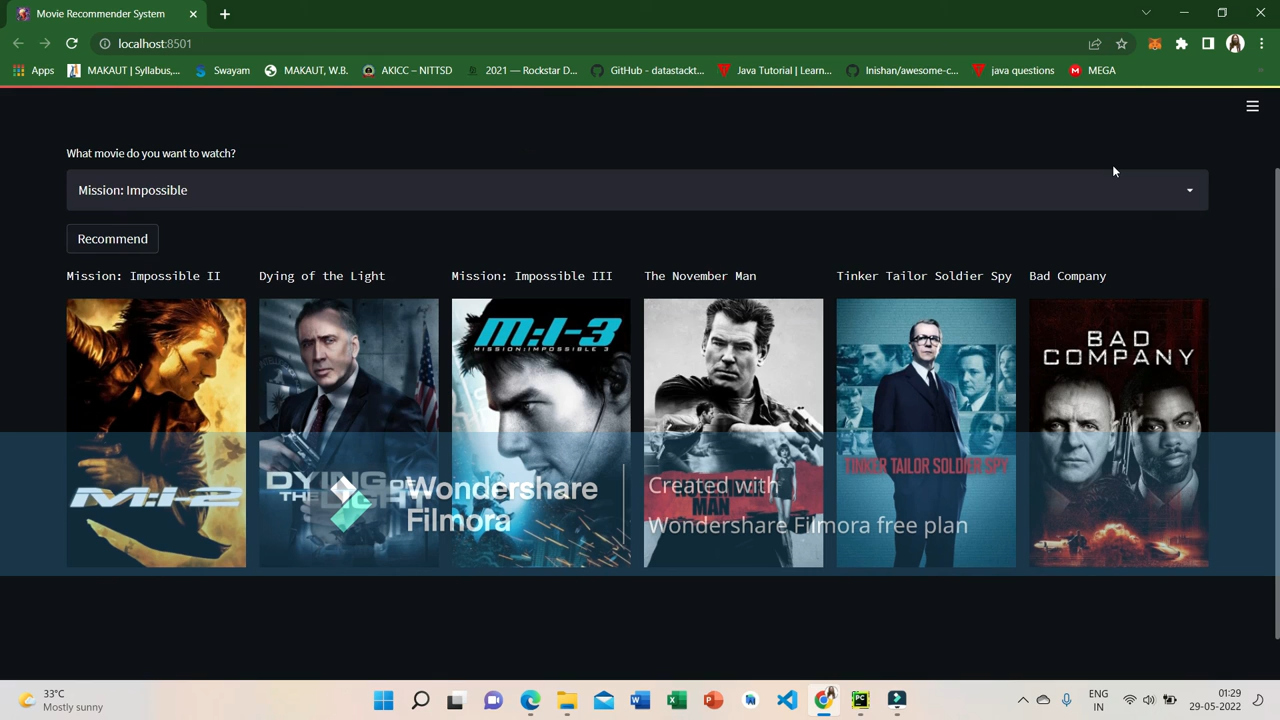 Movie Recommender System
localhost:8501
Apps
MAKAUT | Syllabus,...
Swayam
MAKAUT, W.B.
AKICC – NITTSD
2021 — Rockstar D...
GitHub - datastackt...
Java Tutorial | Learn...
Inishan/awesome-c...
java questions
MEGA
What movie do you want to watch?
Mission: Impossible
Recommend
Mission: Impossible II
Dying of the Light
Mission: Impossible III
The November Man
Tinker Tailor Soldier Spy
Bad Company
M:I-2
DYING OF
THE LIGHT
M:I-3
MISSION:IMPOSSIBLE 3
MAN
TINKER TAILOR SOLDIER SPY
BAD
COMPANY
Wondershare
Filmora
Created with
Wondershare Filmora free plan
33°C
Mostly sunny
ENG
IN
01:29
29-05-2022